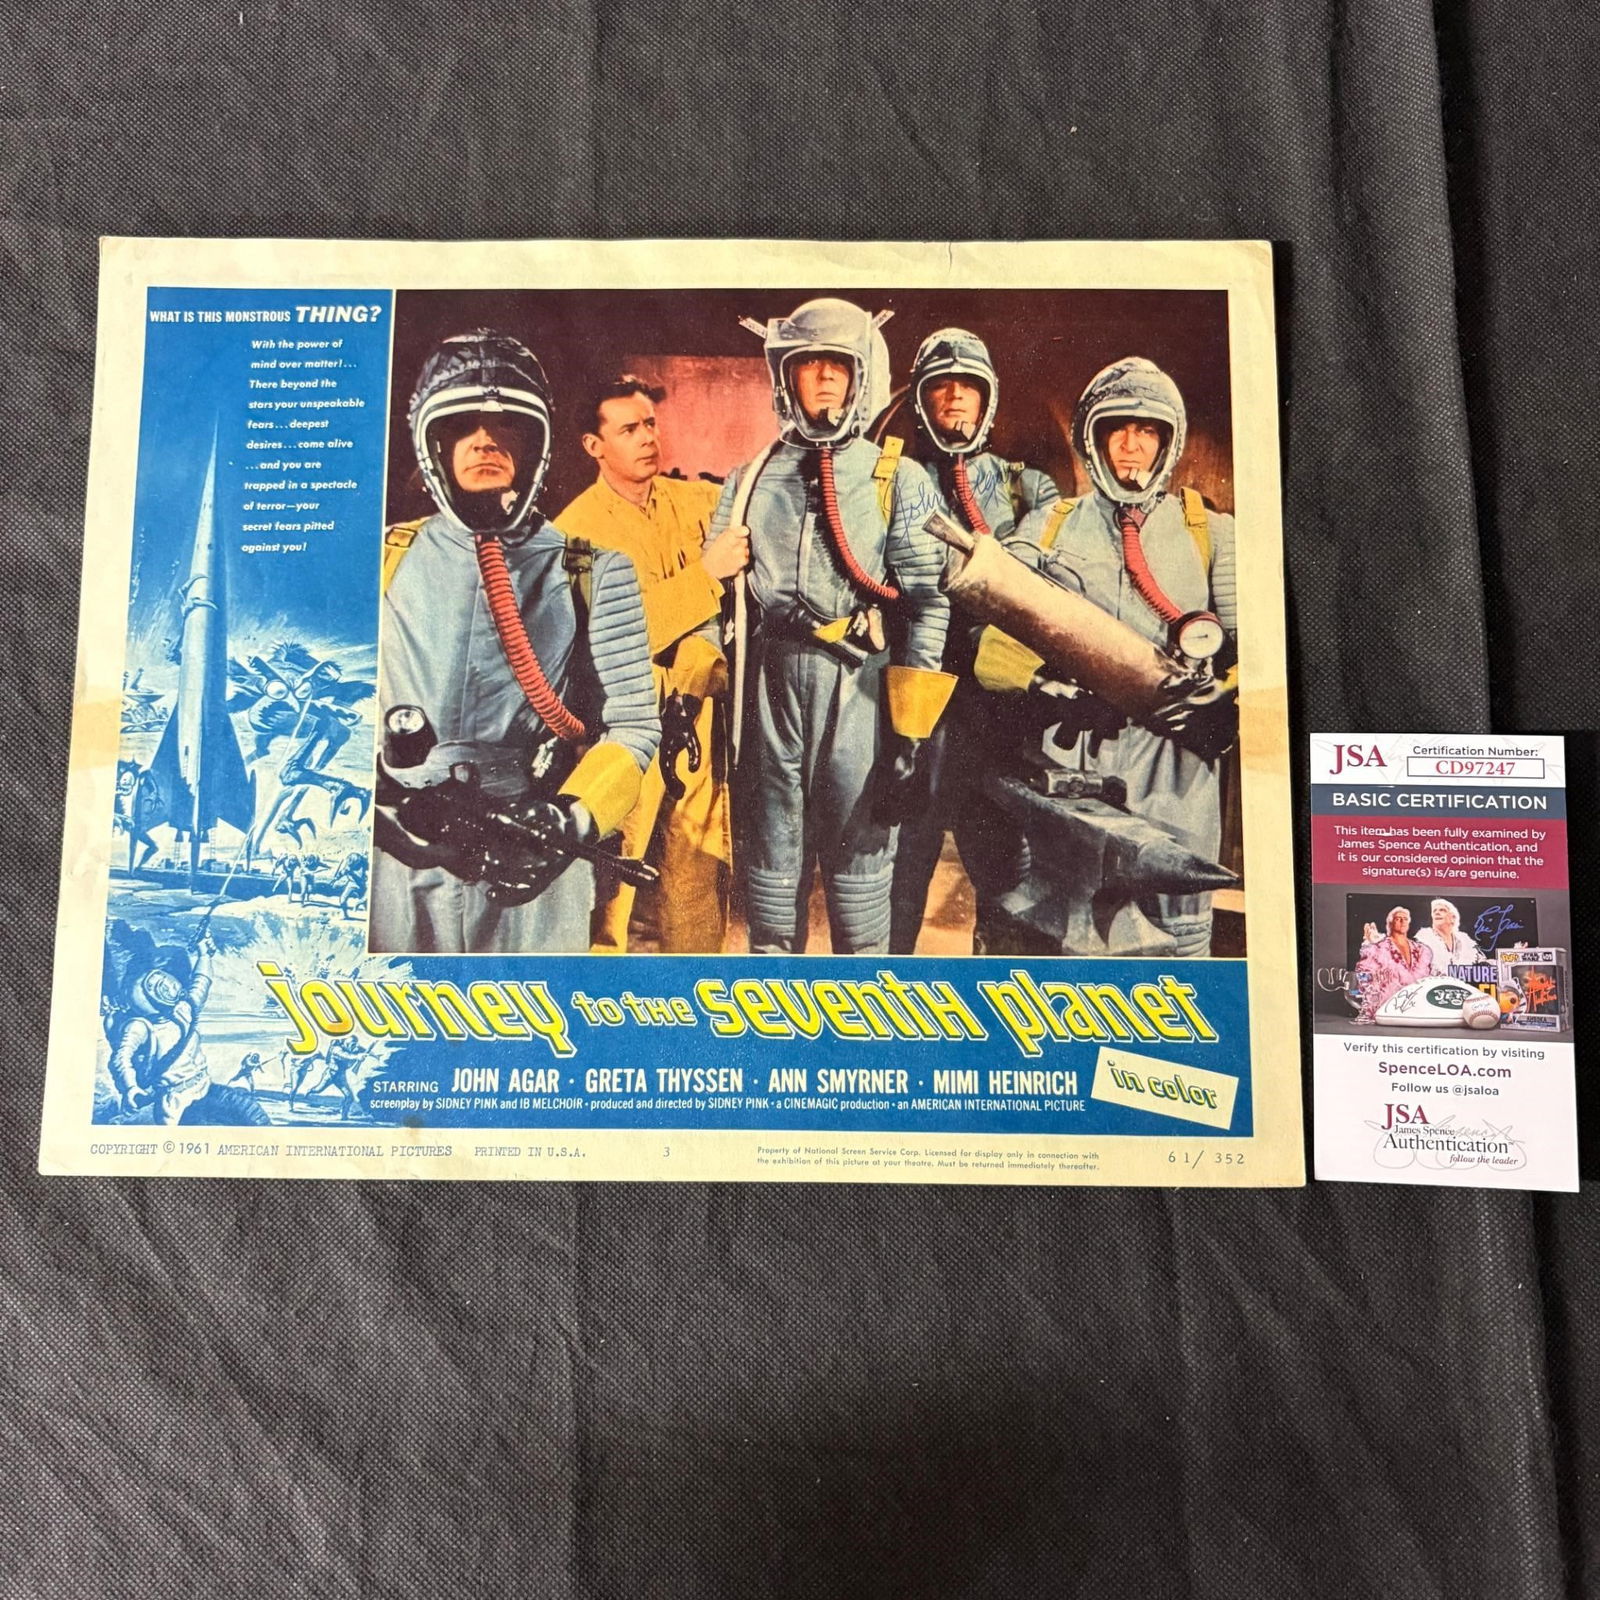 WHAT IS THIS MONSTROUS THING?
With the power of
mind over matter!...
There beyond the
stars your unspeakable
fears...deepest
desires...come alive
...and you are
trapped in a spectacle
of terror—your
secret fears pitted
against you!
John Agar
journey to the seventh planet
in color
STARRING JOHN AGAR · GRETA THYSSEN · ANN SMYRNER · MIMI HEINRICH
screenplay by SIDNEY PINK and IB MELCHOIR · produced and directed by SIDNEY PINK · a CINEMAGIC production · an AMERICAN INTERNATIONAL PICTURE
COPYRIGHT © 1961 AMERICAN INTERNATIONAL PICTURES PRINTED IN U.S.A. 3
Property of National Screen Service Corp. Licensed for display only in connection with
the exhibition of this picture at your theatre. Must be returned immediately thereafter.
61/352
JSA
Certification Number:
CD97247
BASIC CERTIFICATION
This item has been fully examined by
James Spence Authentication, and
it is our considered opinion that the
signature(s) is/are genuine.
NATURE
JETS
Verify this certification by visiting
SpenceLOA.com
Follow us @jsaloa
JSA
James Spence
Authentication™
follow the leader